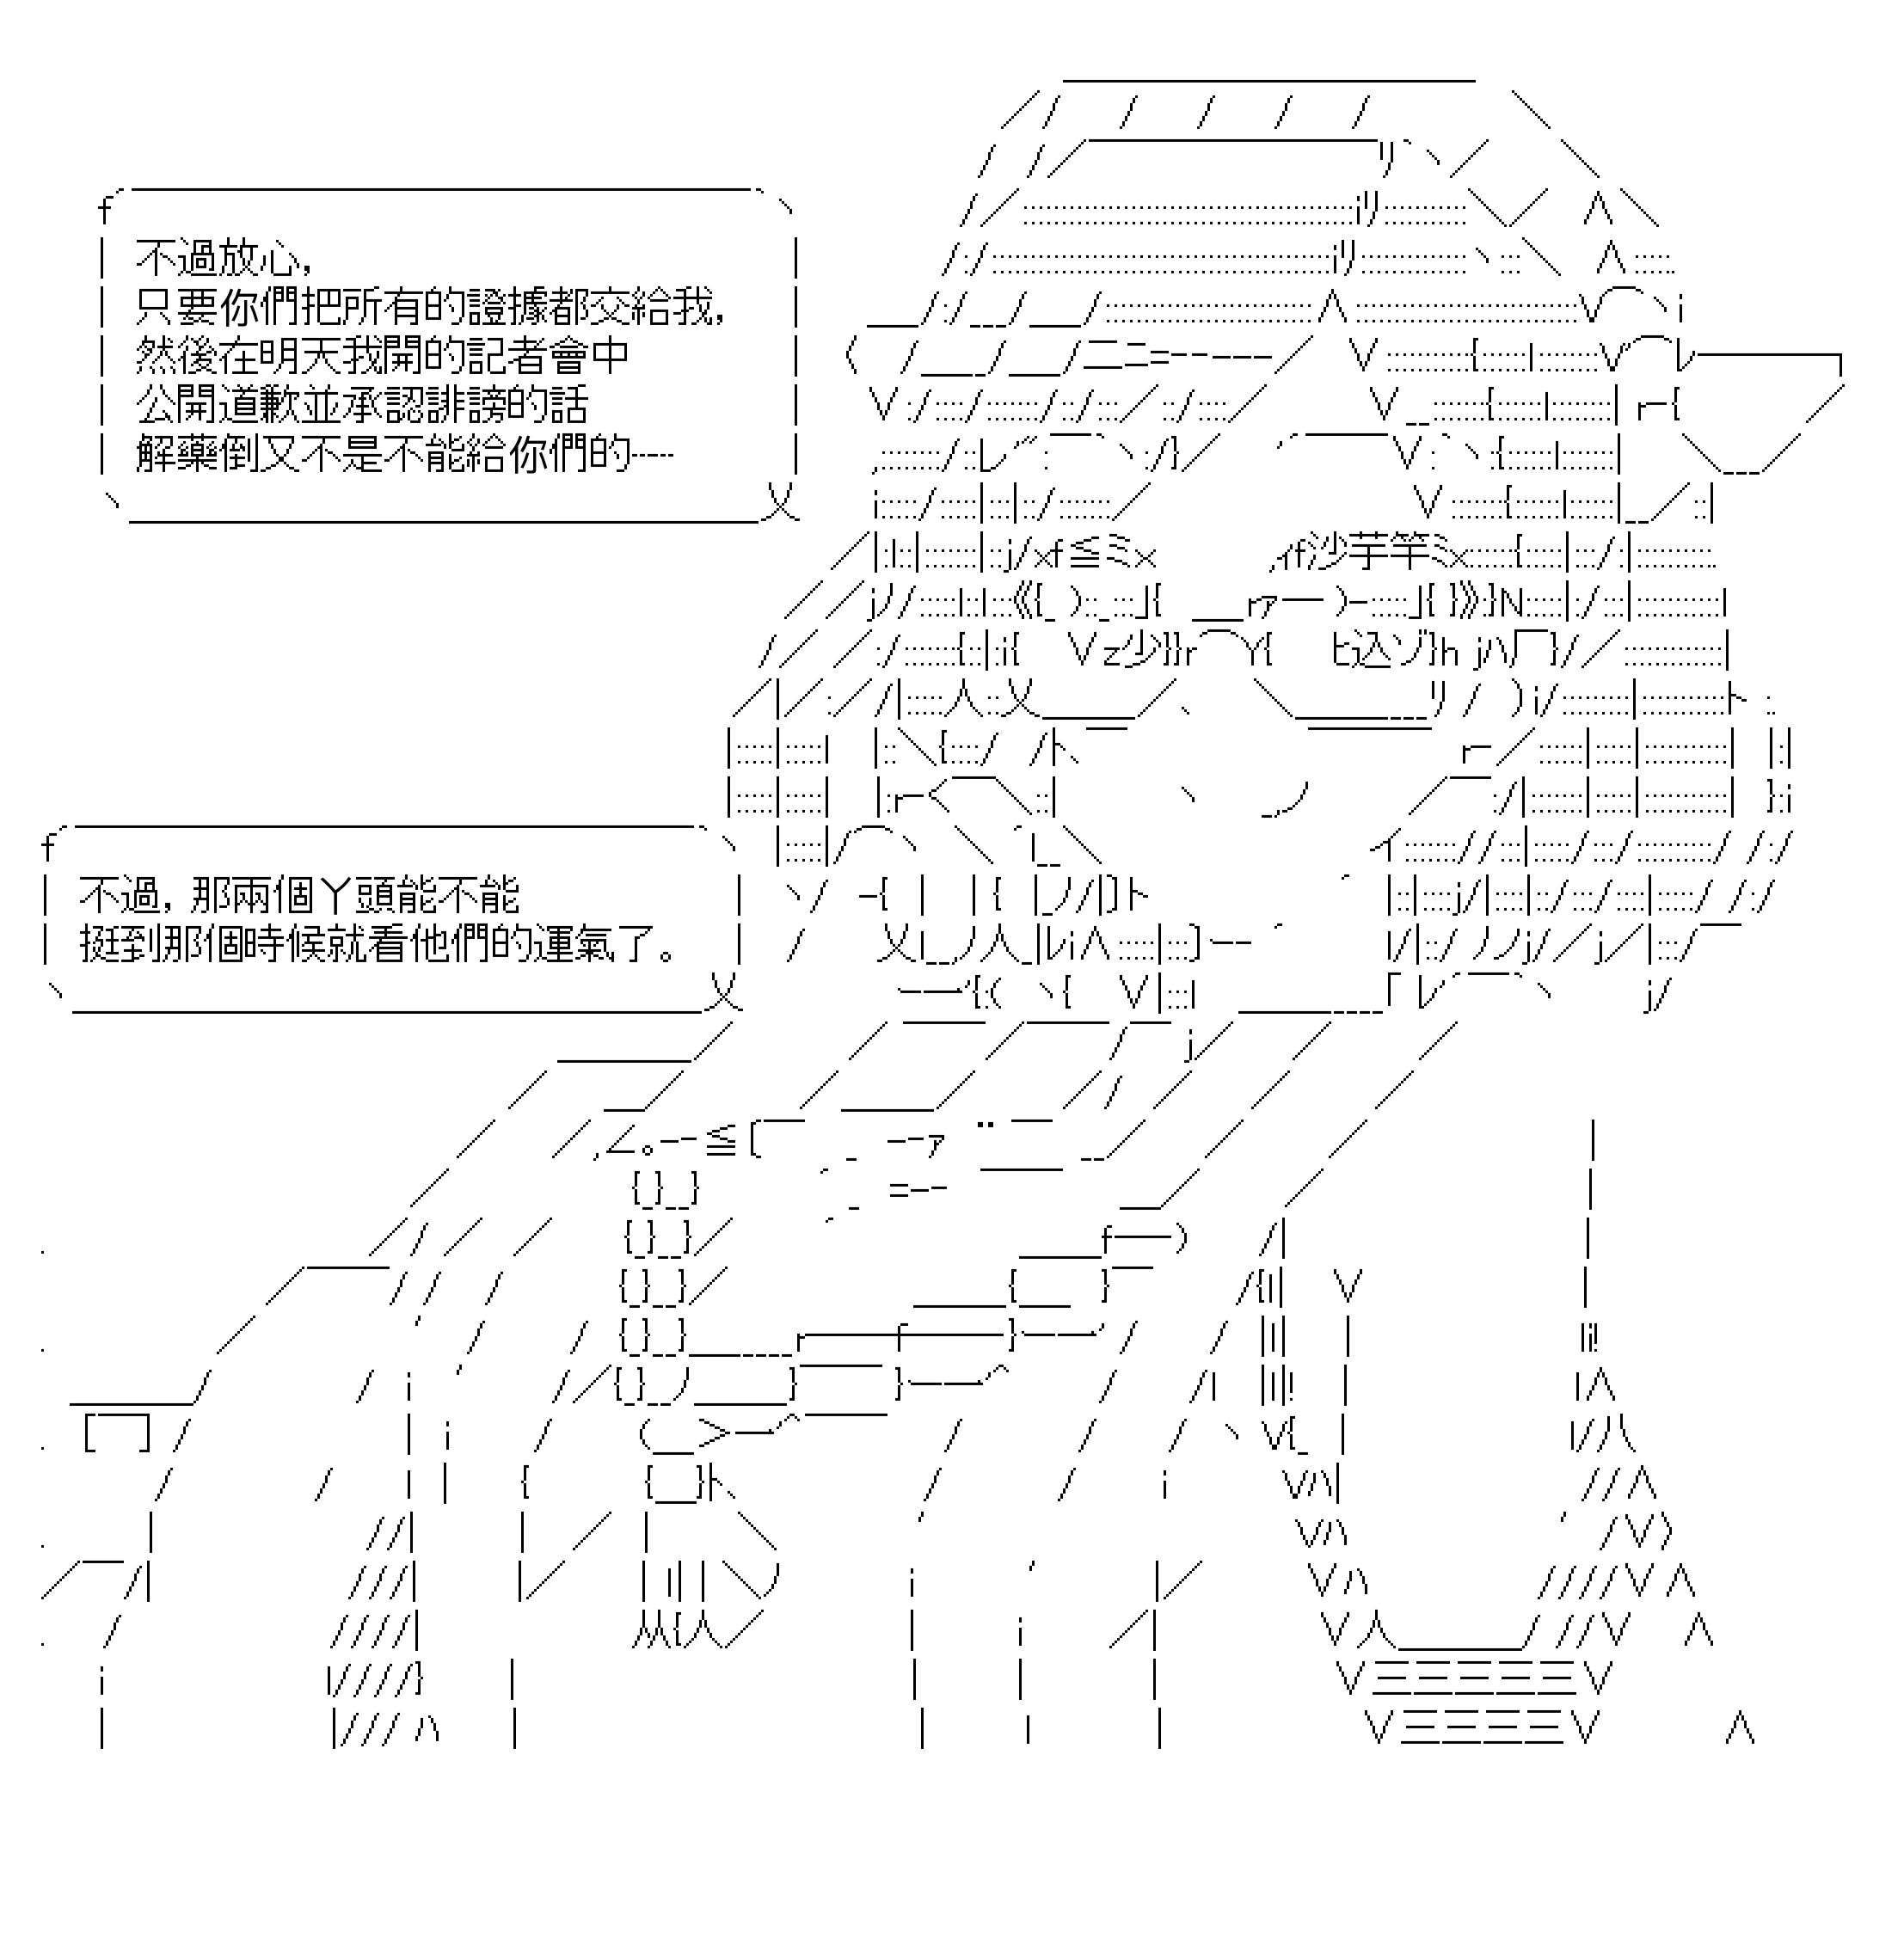 不過放心，
只要你們把所有的證據都交給我，
然後在明天我開的記者會中
公開道歉並承認誹謗的話
解藥倒又不是不能給你們的┈┈
不過，那兩個丫頭能不能
挺到那個時候就看他們的運氣了。